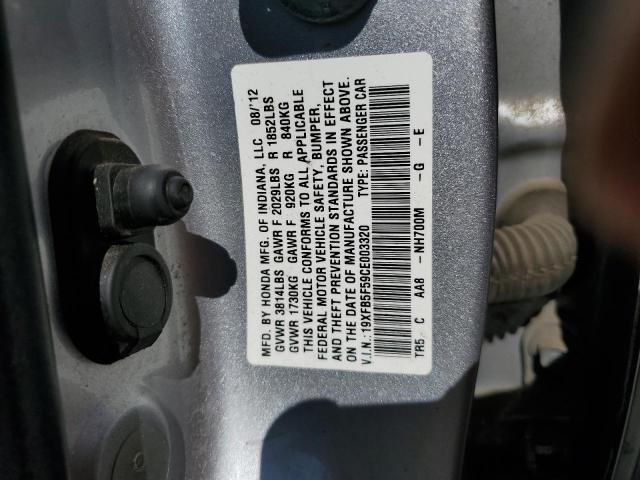 MFD. BY HONDA MFG. OF INDIANA, LLC 08/'12
GVWR 3814LBS GAWR F 2029LBS R 1852LBS
GVWR 1730KG GAWR F 920KG R 840KG
THIS VEHICLE CONFORMS TO ALL APPLICABLE
FEDERAL MOTOR VEHICLE SAFETY, BUMPER,
AND THEFT PREVENTION STANDARDS IN EFFECT
ON THE DATE OF MANUFACTURE SHOWN ABOVE.
V.I.N.: 19XFB5F59CE003320 TYPE: PASSENGER CAR
TR5 C AA8 -NH700M -G -E